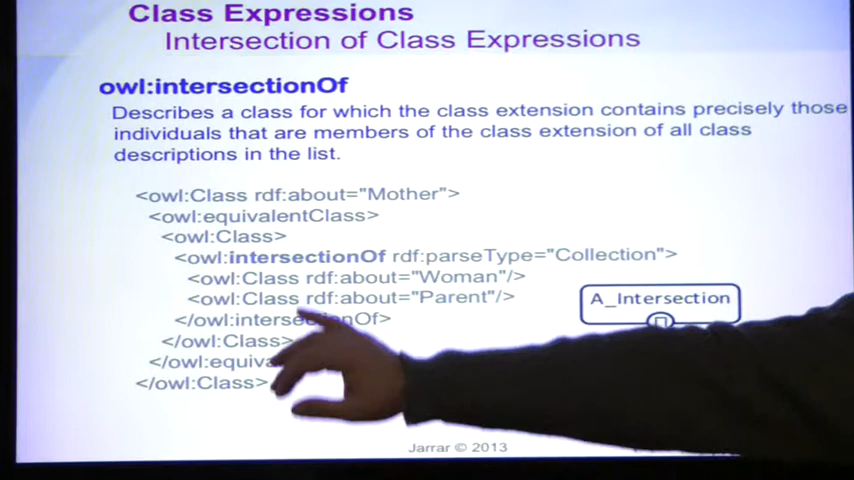 Class Expressions
Intersection of Class Expressions
owl:intersectionOf
Describes a class for which the class extension contains precisely those
individuals that are members of the class extension of all class
descriptions in the list.
<owl:Class rdf:about="Mother">
<owl:equivalentClass>
<owl:Class>
<owl:intersectionOf rdf:parseType="Collection">
<owl:Class rdf:about="Woman"/>
<owl:Class rdf:about="Parent"/>
</owl:intersectionOf>
</owl:Class>
</owl:equiva
</owl:Class>
A_Intersection
Jarrar © 2013